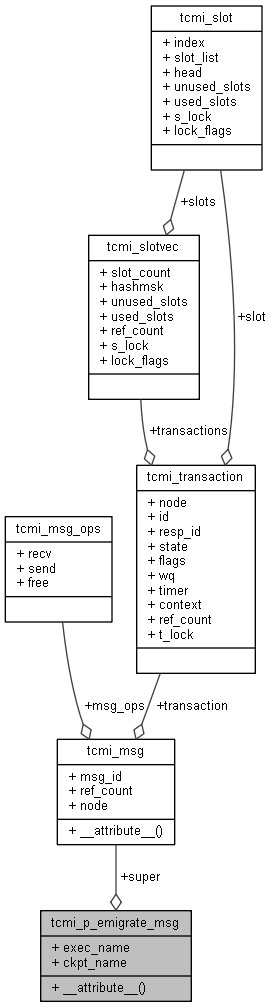 tcmi_slot
+ index
+ slot_list
+ head
+ unused_slots
+ used_slots
+ s_lock
+ lock_flags
+slots
tcmi_slotvec
+ slot_count
+ hashmsk
+ unused_slots
+ used_slots
+ ref_count
+ s_lock
+ lock_flags
+slot
+transactions
tcmi_transaction
+ node
+ id
+ resp_id
+ state
+ flags
+ wq
+ timer
+ context
+ ref_count
+ t_lock
tcmi_msg_ops
+ recv
+ send
+ free
+msg_ops
+transaction
tcmi_msg
+ msg_id
+ ref_count
+ node
+ __attribute__()
+super
tcmi_p_emigrate_msg
+ exec_name
+ ckpt_name
+ __attribute__()